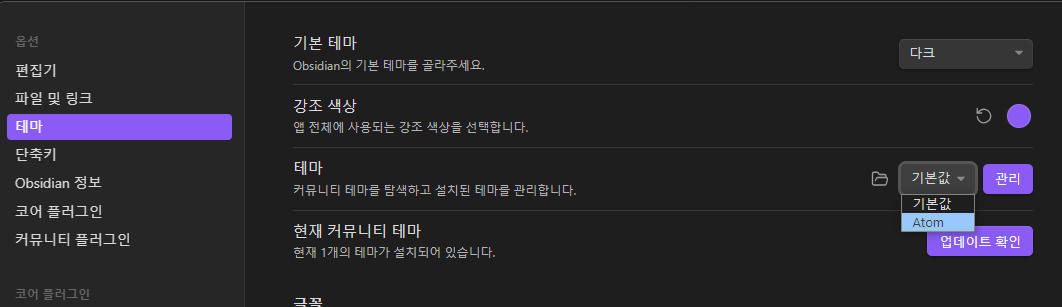 옵션
편집기
파일 및 링크
테마
단축키
Obsidian 정보
코어 플러그인
커뮤니티 플러그인
코어 플러그인
기본 테마
Obsidian의 기본 테마를 골라주세요.
다크
강조 색상
앱 전체에 사용되는 강조 색상을 선택합니다.
테마
커뮤니티 테마를 탐색하고 설치된 테마를 관리합니다.
기본값
관리
기본값
Atom
현재 커뮤니티 테마
현재 1개의 테마가 설치되어 있습니다.
업데이트 확인
글꼴